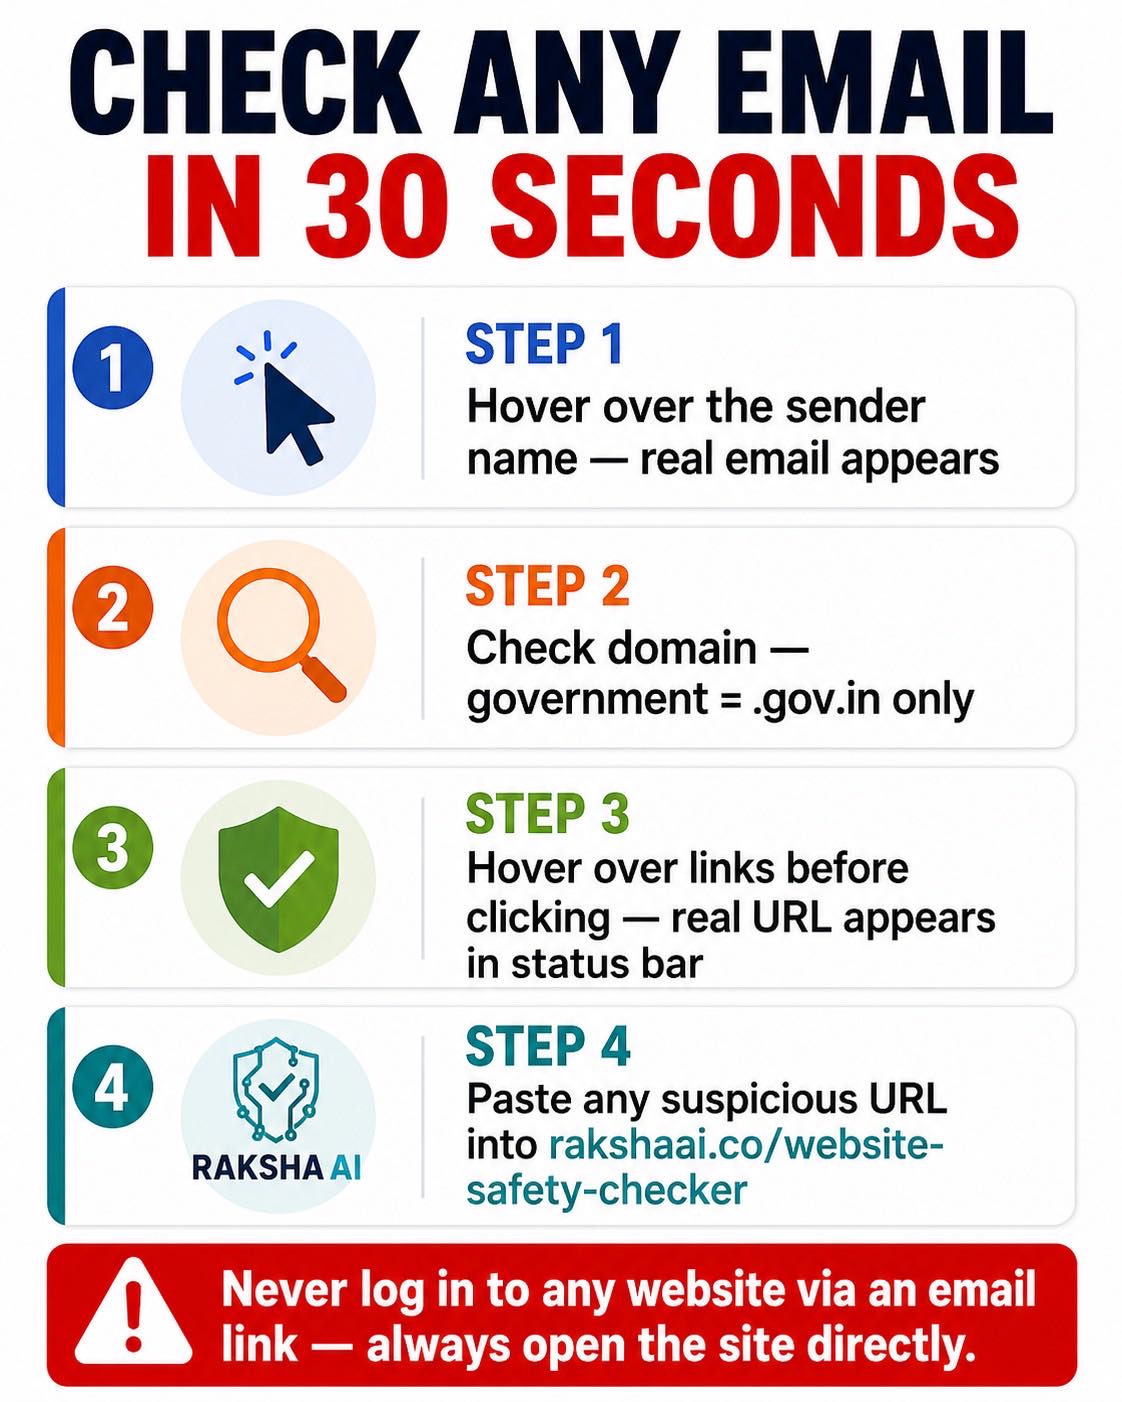 CHECK ANY EMAIL
IN 30 SECONDS
1
STEP 1
Hover over the sender
name — real email appears
2
STEP 2
Check domain —
government = .gov.in only
3
STEP 3
Hover over links before
clicking — real URL appears
in status bar
4
RAKSHA AI
STEP 4
Paste any suspicious URL
into rakshaai.co/website-
safety-checker
Never log in to any website via an email
link — always open the site directly.